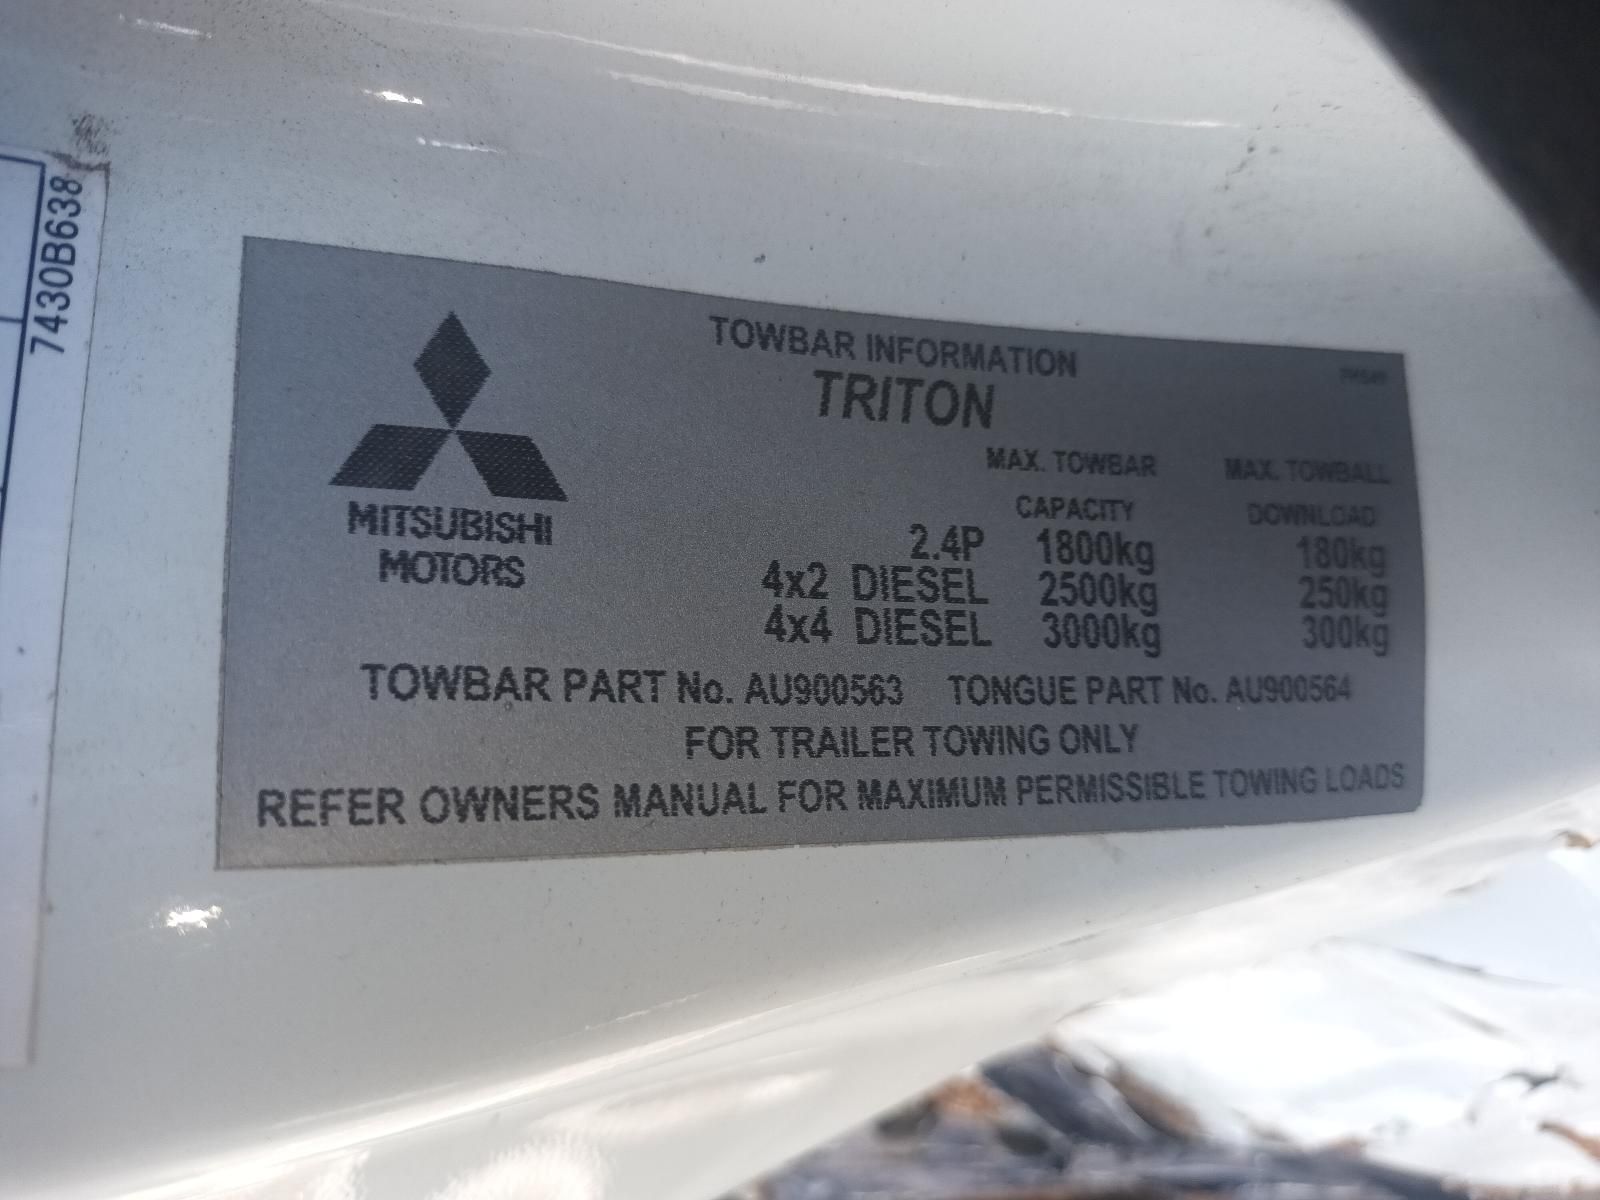 7430B638
TOWBAR INFORMATION
TRITON
MAX. TOWBAR MAX. TOWBALL
CAPACITY DOWNLOAD
2.4P 1800kg 180kg
4x2 DIESEL 2500kg 250kg
4x4 DIESEL 3000kg 300kg
MITSUBISHI
MOTORS
TOWBAR PART No. AU900563 TONGUE PART No. AU900564
FOR TRAILER TOWING ONLY
REFER OWNERS MANUAL FOR MAXIMUM PERMISSIBLE TOWING LOADS